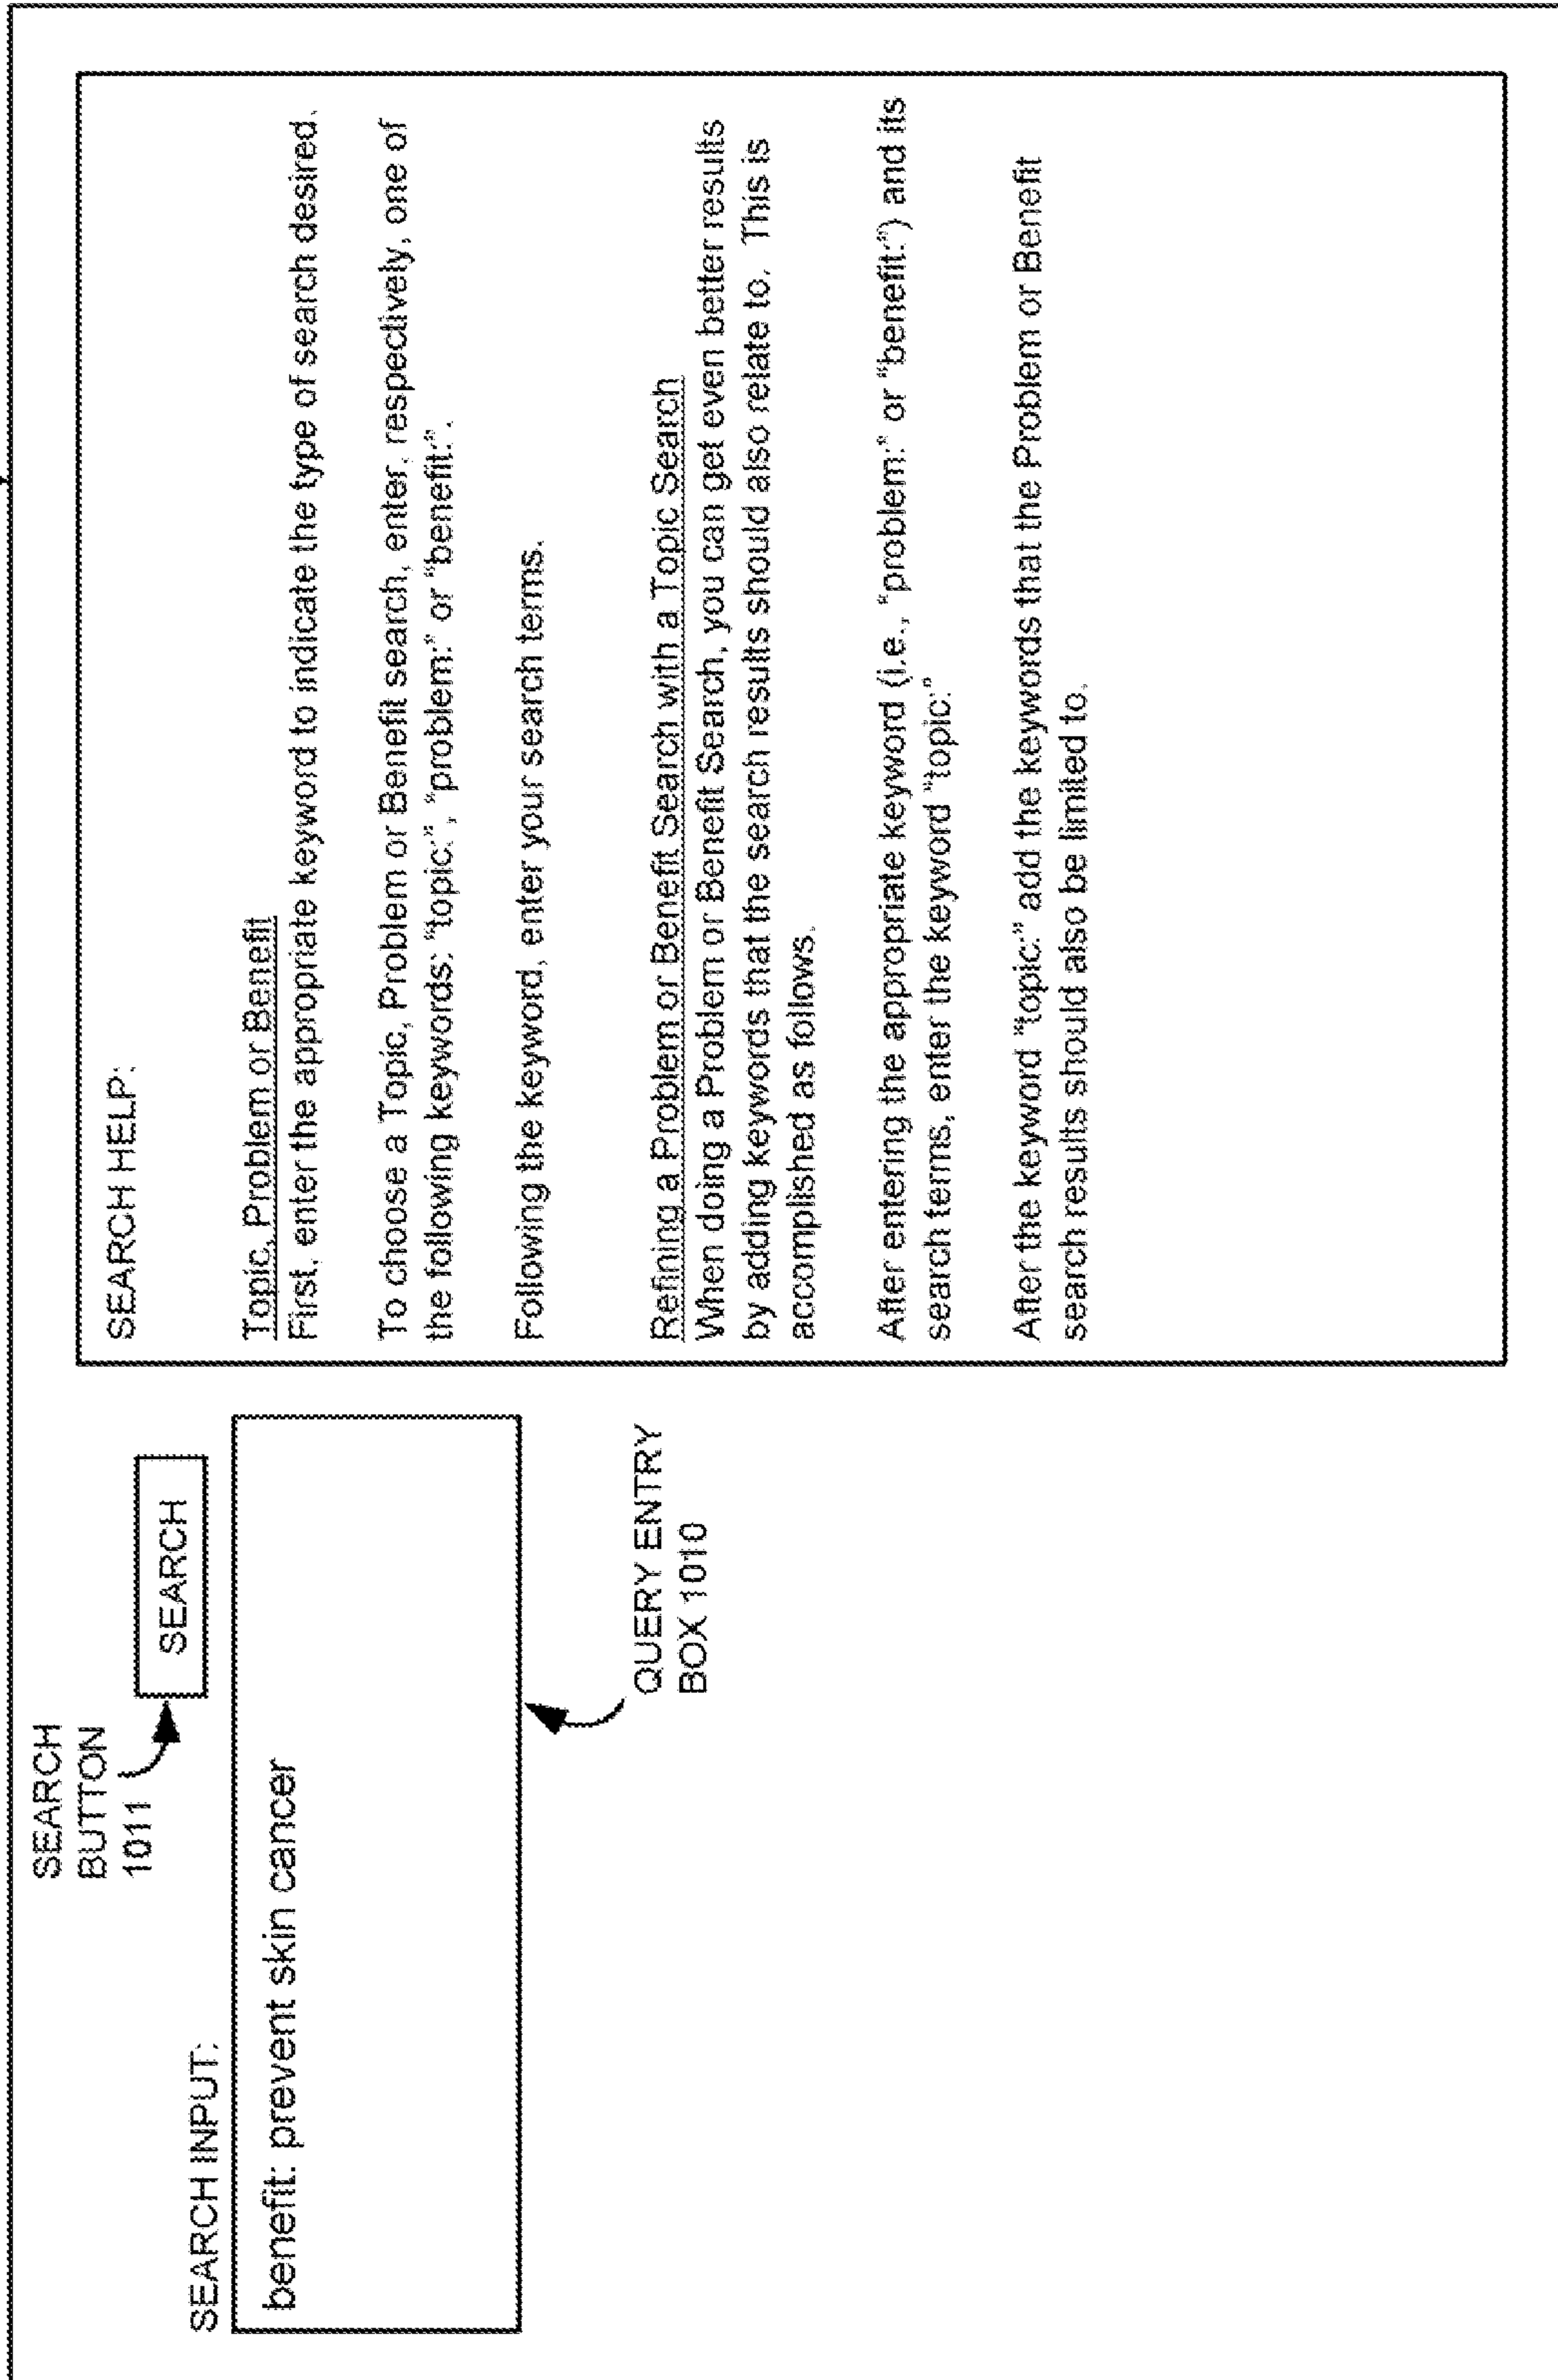 SEARCH
BUTTON
1011
SEARCH
SEARCH INPUT:
benefit: prevent skin cancer
QUERY ENTRY
BOX 1010
SEARCH HELP:
Topic, Problem or Benefit
First, enter the appropriate keyword to indicate the type of search desired.
To choose a Topic, Problem or Benefit search, enter, respectively, one of
the following keywords: "topic:", "problem:" or "benefit:".
Following the keyword, enter your search terms.
Refining a Problem or Benefit Search with a Topic Search
When doing a Problem or Benefit Search, you can get even better results
by adding keywords that the search results should also relate to. This is
accomplished as follows.
After entering the appropriate keyword (i.e., "problem:" or "benefit:") and its
search terms, enter the keyword "topic:"
After the keyword "topic:" add the keywords that the Problem or Benefit
search results should also be limited to.